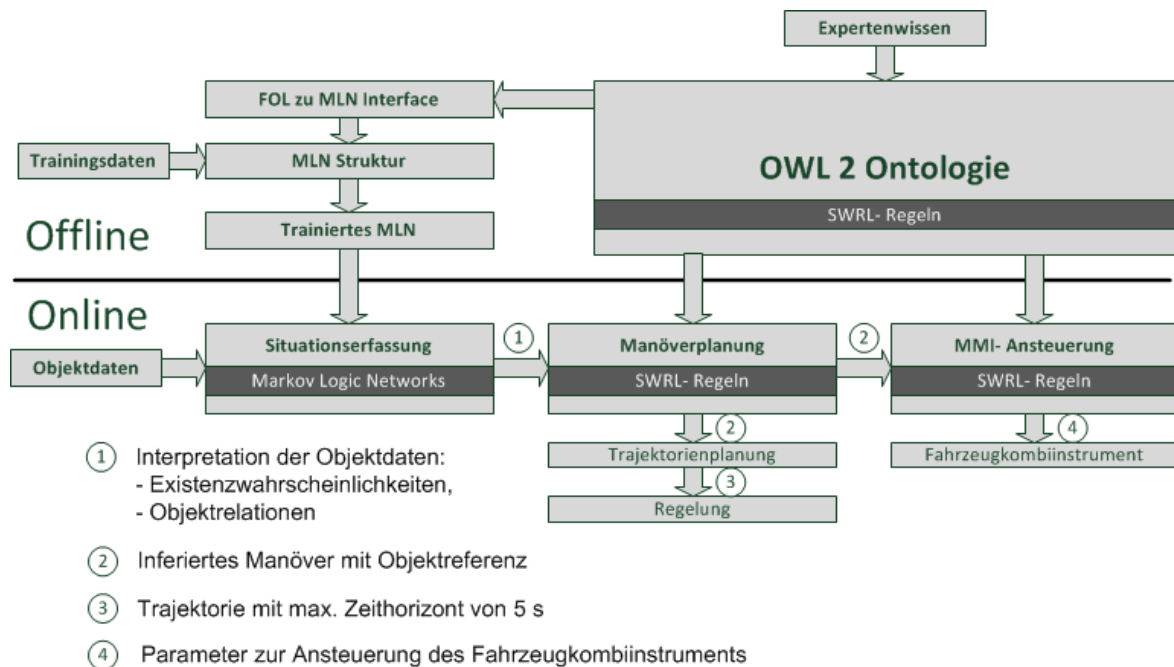 Expertenwissen
FOL zu MLN Interface
Trainingsdaten
MLN Struktur
OWL 2 Ontologie
SWRL- Regeln
Trainiertes MLN
Offline
Online
Situationserfassung
1
Manöverplanung
2
MMI- Ansteuerung
Objektdaten
Markov Logic Networks
SWRL- Regeln
SWRL- Regeln
2
4
Trajektorienplanung
Fahrzeugkombiinstrument
3
Regelung
1 Interpretation der Objektdaten:
- Existenzwahrscheinlichkeiten,
- Objektrelationen
2 Inferiertes Manöver mit Objektreferenz
3 Trajektorie mit max. Zeithorizont von 5 s
4 Parameter zur Ansteuerung des Fahrzeugkombiinstruments